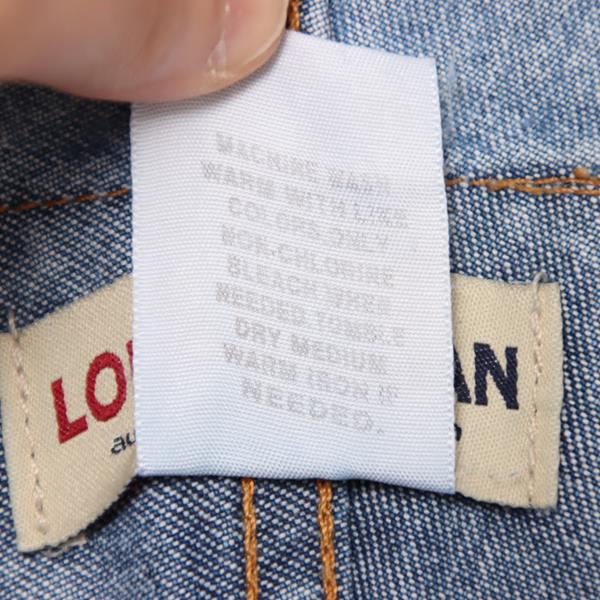 MACHINE WASH
WARM WITH LIKE
COLORS. ONLY
NON-CHLORINE
BLEACH WHEN
NEEDED. TUMBLE
DRY MEDIUM.
WARM IRON IF
NEEDED.
LO AN
au